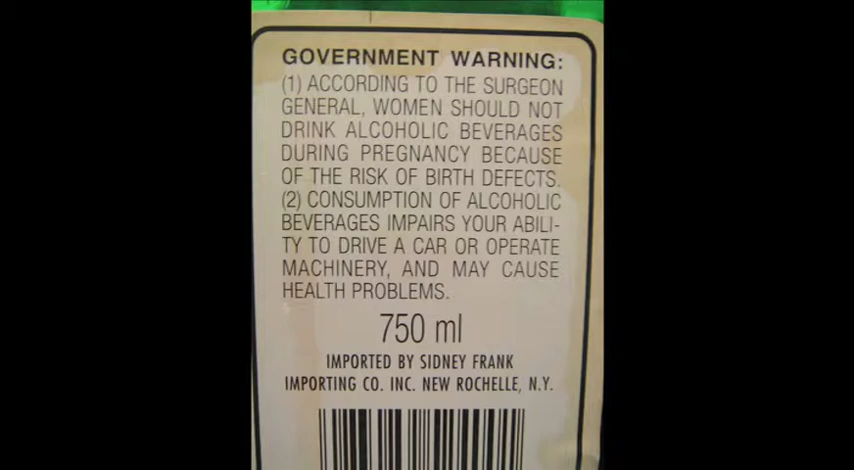 GOVERNMENT WARNING:
(1) ACCORDING TO THE SURGEON
GENERAL, WOMEN SHOULD NOT
DRINK ALCOHOLIC BEVERAGES
DURING PREGNANCY BECAUSE
OF THE RISK OF BIRTH DEFECTS.
(2) CONSUMPTION OF ALCOHOLIC
BEVERAGES IMPAIRS YOUR ABILI-
TY TO DRIVE A CAR OR OPERATE
MACHINERY, AND MAY CAUSE
HEALTH PROBLEMS.
750 ml
IMPORTED BY SIDNEY FRANK
IMPORTING CO. INC. NEW ROCHELLE, N.Y.